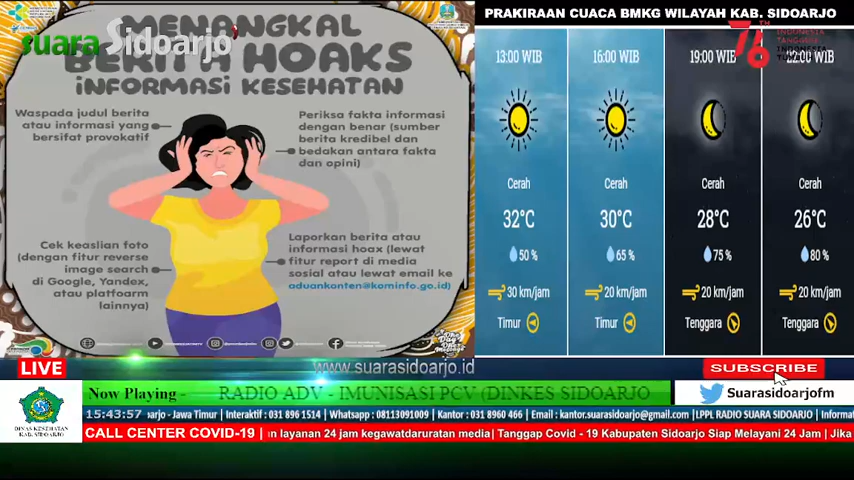 MENANGKAL
BERITA HOAKS
INFORMASI KESEHATAN
suara Sidoarjo
Waspada judul berita
atau informasi yang
bersifat provokatif
Periksa fakta informasi
dengan benar (sumber
berita kredibel dan
bedakan antara fakta
dan opini)
Cek keaslian foto
(dengan fitur reverse
image search
di Google, Yandex,
atau platfoarm
lainnya)
Laporkan berita atau
informasi hoax (lewat
fitur report di media
sosial atau lewat email ke
aduankonten@kominfo.go.id)
PRAKIRAAN CUACA BMKG WILAYAH KAB. SIDOARJO
76TH
INDONESIA
TANGGUH
INDONESIA
13:00 WIB 16:00 WIB 19:00 WIB
Cerah Cerah Cerah Cerah
32°C 30°C 28°C 26°C
50 % 65 % 75 % 80 %
30 km/jam 20 km/jam 20 km/jam 20 km/jam
Timur Timur Tenggara Tenggara
LIVE
www.suarasidoarjo.id
SUBSCRIBE
Now Playing - RADIO ADV - IMUNISASI PCV /DINKES SIDOARJO
Suarasidoarjofm
DINAS KESEHATAN
KAB. SIDOARJO
15:43:57 oarjo - Jawa Timur | Interaktif : 031 896 1514 | Whatsapp : 08113091009 | Kantor : 031 8960 466 | Email : kantor.suarasidoarjo@gmail.com | LPPL RADIO SUARA SIDOARJO | Informat
CALL CENTER COVID-19 | n layanan 24 jam kegawatdaruratan media| Tanggap Covid - 19 Kabupaten Sidoarjo Siap Melayani 24 Jam | Jika